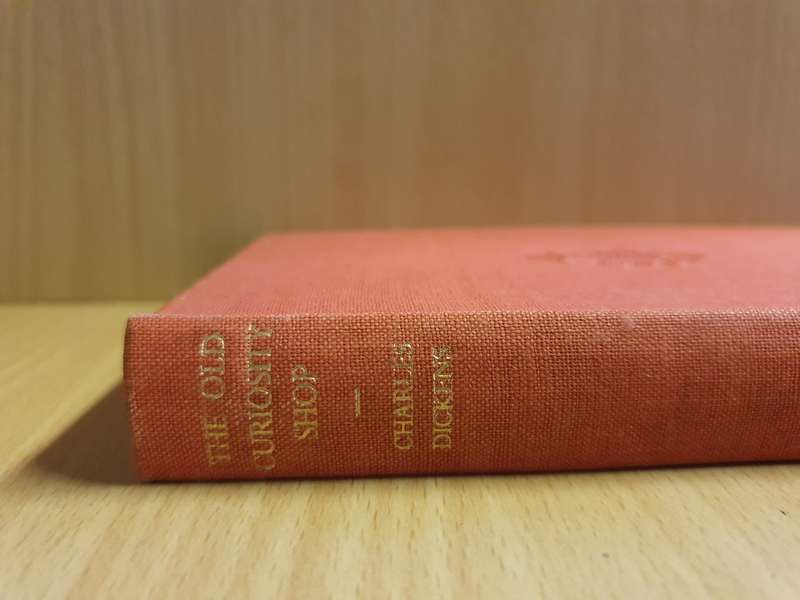 THE OLD
CURIOSITY
SHOP
CHARLES
DICKENS